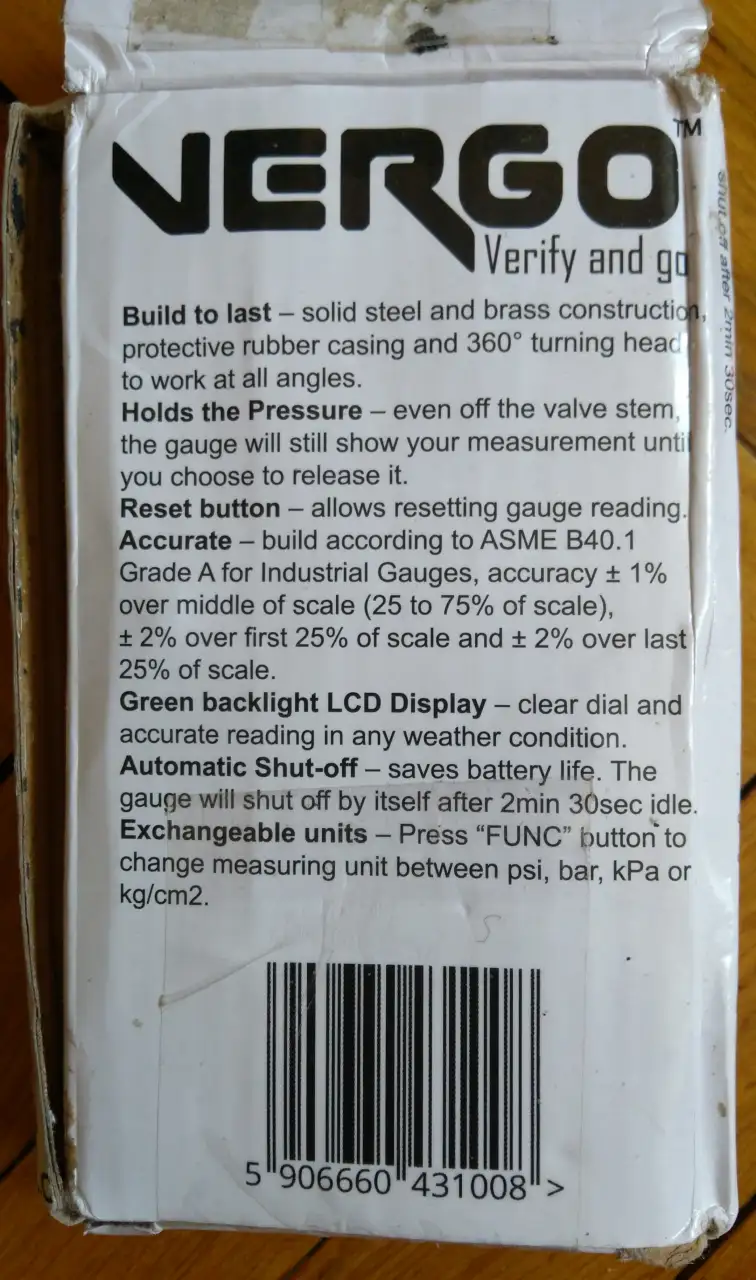 VERGO™
Verify and go
Build to last – solid steel and brass construction,
protective rubber casing and 360° turning head
to work at all angles.
Holds the Pressure – even off the valve stem,
the gauge will still show your measurement until
you choose to release it.
Reset button – allows resetting gauge reading.
Accurate – build according to ASME B40.1
Grade A for Industrial Gauges, accuracy ± 1%
over middle of scale (25 to 75% of scale),
± 2% over first 25% of scale and ± 2% over last
25% of scale.
Green backlight LCD Display – clear dial and
accurate reading in any weather condition.
Automatic Shut-off – saves battery life. The
gauge will shut off by itself after 2min 30sec idle.
Exchangeable units – Press “FUNC” button to
change measuring unit between psi, bar, kPa or
kg/cm2.
5 906660 431008 >
shut off after 2min 30sec.